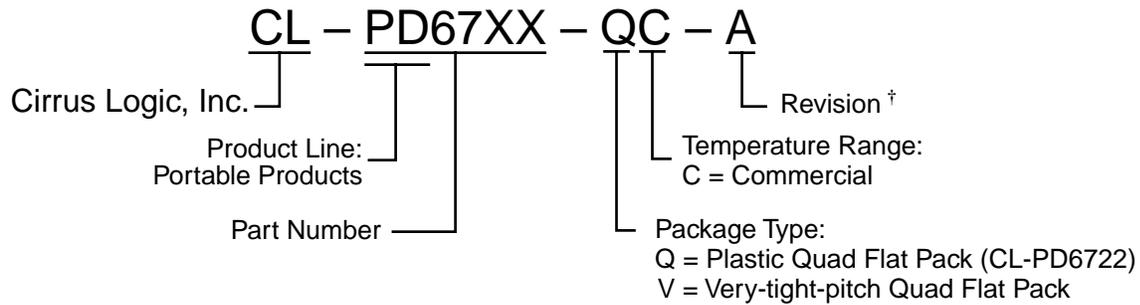 CL – PD67XX – QC – A
Cirrus Logic, Inc.
Revision †
Product Line:
Portable Products
Temperature Range:
C = Commercial
Part Number
Package Type:
Q = Plastic Quad Flat Pack (CL-PD6722)
V = Very-tight-pitch Quad Flat Pack